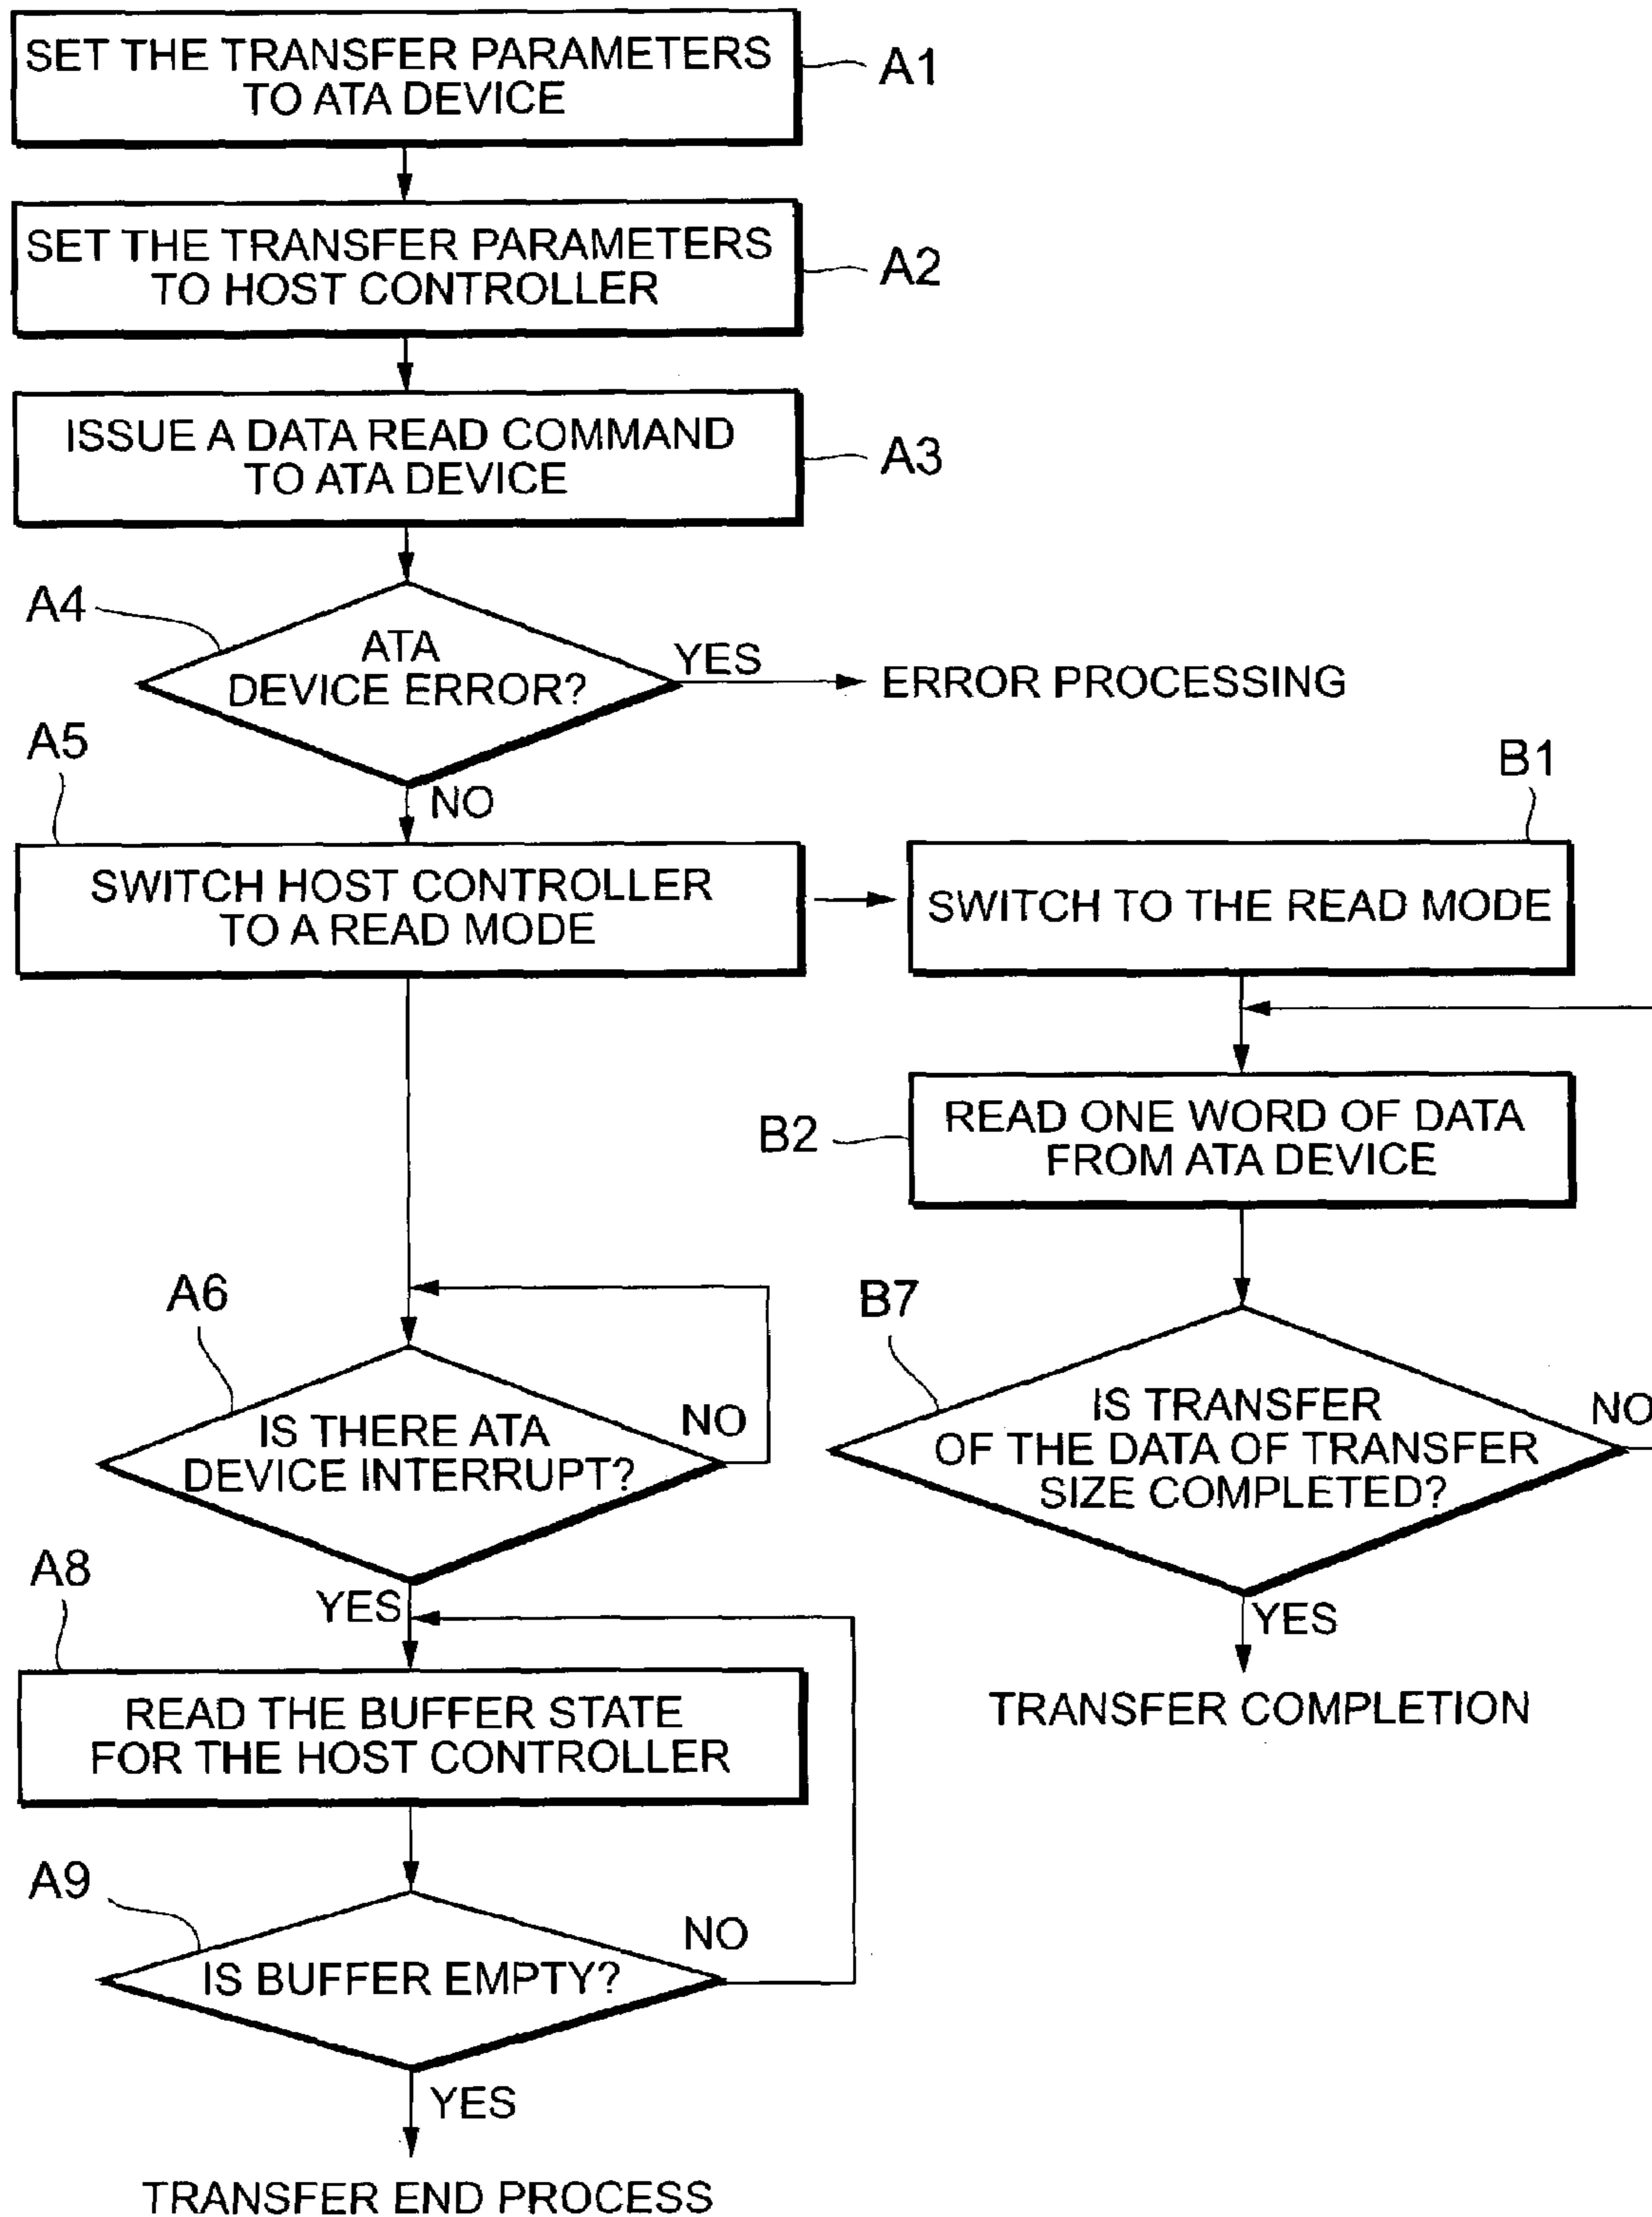 SET THE TRANSFER PARAMETERS
TO ATA DEVICE
A1
SET THE TRANSFER PARAMETERS
TO HOST CONTROLLER
A2
ISSUE A DATA READ COMMAND
TO ATA DEVICE
A3
A4
ATA
DEVICE ERROR?
YES
ERROR PROCESSING
NO
A5
SWITCH HOST CONTROLLER
TO A READ MODE
B1
SWITCH TO THE READ MODE
B2
READ ONE WORD OF DATA
FROM ATA DEVICE
A6
IS THERE ATA
DEVICE INTERRUPT?
NO
YES
B7
IS TRANSFER
OF THE DATA OF TRANSFER
SIZE COMPLETED?
NO
YES
TRANSFER COMPLETION
A8
READ THE BUFFER STATE
FOR THE HOST CONTROLLER
A9
IS BUFFER EMPTY?
NO
YES
TRANSFER END PROCESS